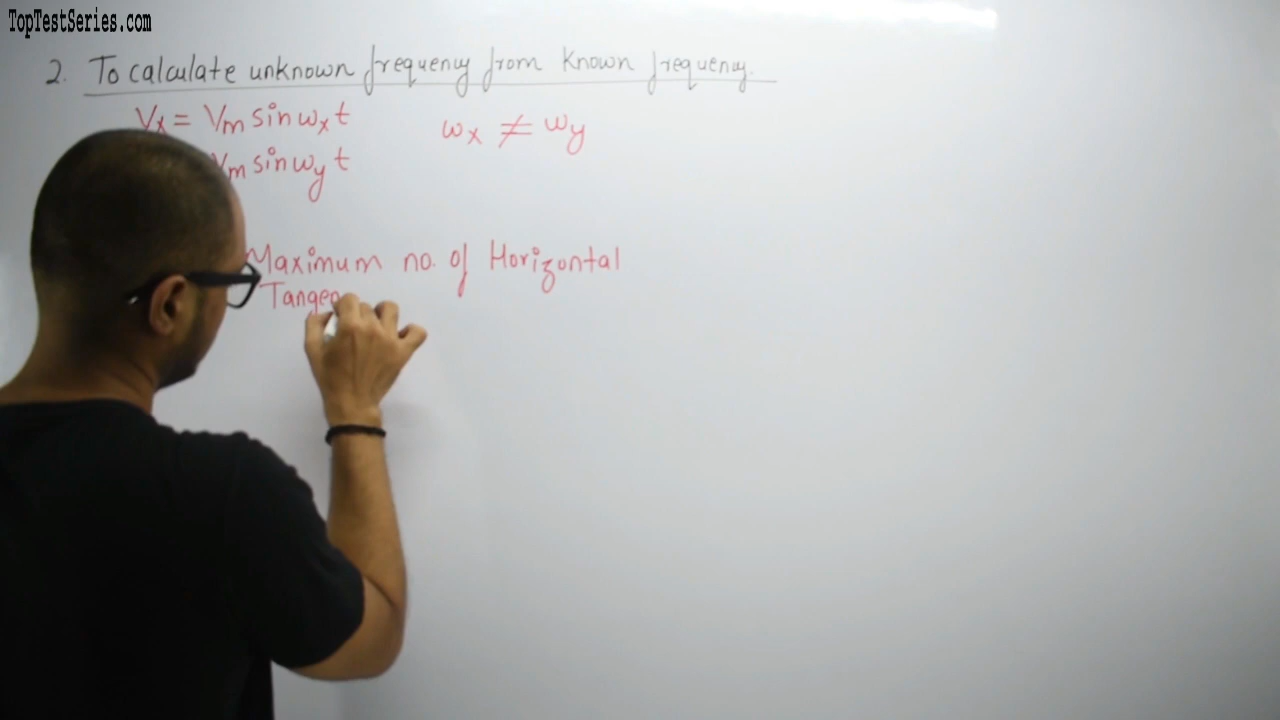 TopTestSeries.com
2. To calculate unknown frequency from known frequency.
Vx = Vm sin ωx t
ωx ≠ ωy
Vm sin ωy t
Maximum no. of Horizontal